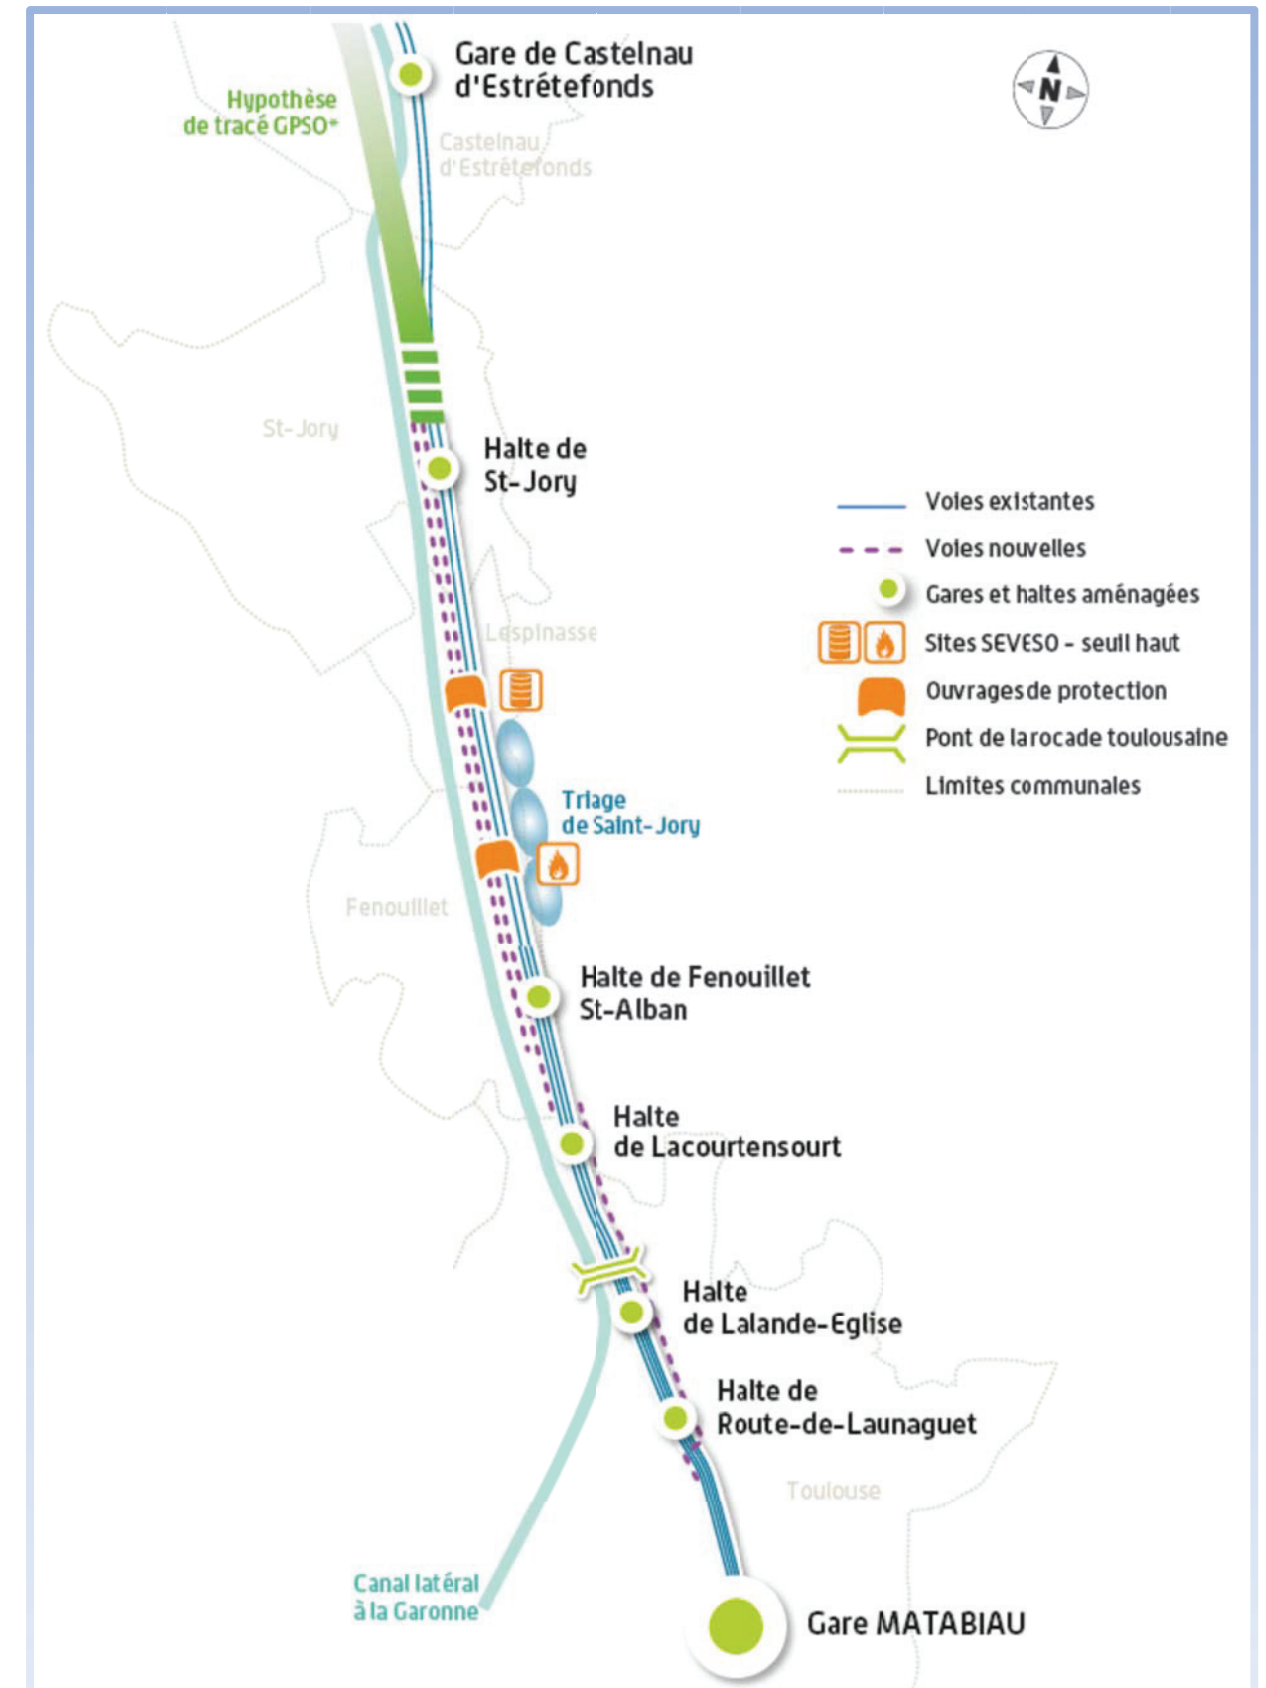 Gare de Castelnau
d'Estrétefonds
N
Hypothèse
de tracé GPSO*
Castelnau
d'Estrétefonds
St-Jory
Halte de
St-Jory
Voies existantes
Voies nouvelles
Gares et haltes aménagées
Sites SEVESO - seuil haut
Ouvrages de protection
Pont de la rocade toulousaine
Limites communales
Lespinasse
Triage
de Saint-Jory
Fenouillet
Halte de Fenouillet
St-Alban
Halte
de Lacourtensourt
Halte
de Lalande-Eglise
Halte de
Route-de-Launaguet
Toulouse
Canal latéral
à la Garonne
Gare MATABIAU